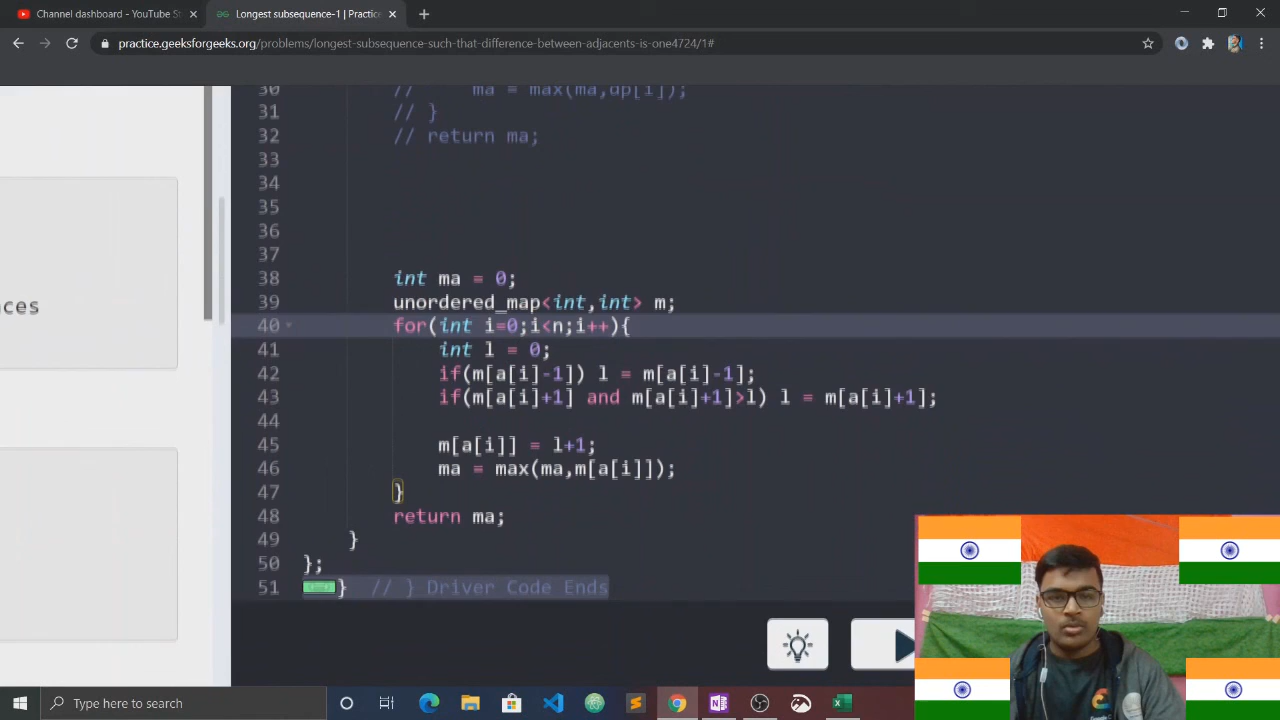 Channel dashboard - YouTube St
Longest subsequence-1 | Practice
practice.geeksforgeeks.org/problems/longest-subsequence-such-that-difference-between-adjacents-is-one4724/1#
30 // ma = max(ma,dp[i]);
31 // }
32 // return ma;
33
34
35
36
37
38 int ma = 0;
39 unordered_map<int,int> m;
40 for(int i=0;i<n;i++){
41 int l = 0;
42 if(m[a[i]-1]) l = m[a[i]-1];
43 if(m[a[i]+1] and m[a[i]+1]>l) l = m[a[i]+1];
44
45 m[a[i]] = l+1;
46 ma = max(ma,m[a[i]]);
47 }
48 return ma;
49 }
50 };
51 } // } Driver Code Ends
nces
Type here to search